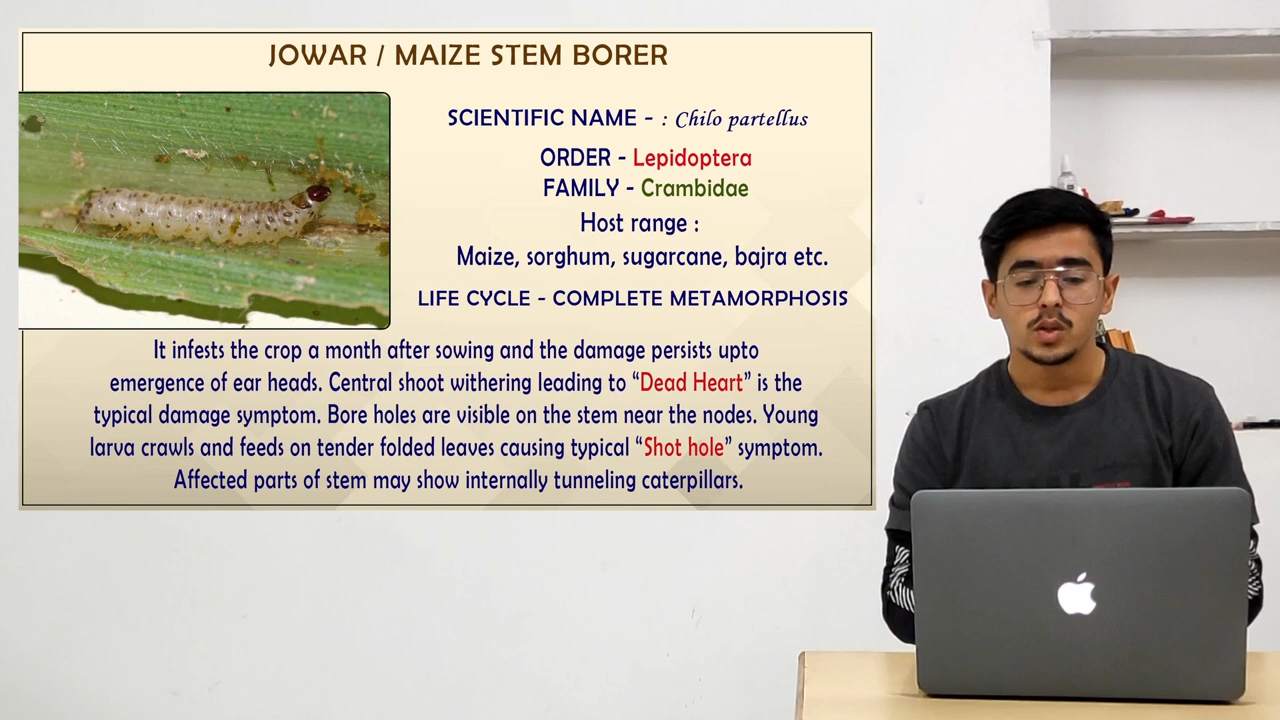 JOWAR / MAIZE STEM BORER
SCIENTIFIC NAME - : Chilo partellus
ORDER - Lepidoptera
FAMILY - Crambidae
Host range :
Maize, sorghum, sugarcane, bajra etc.
LIFE CYCLE - COMPLETE METAMORPHOSIS
It infests the crop a month after sowing and the damage persists upto
emergence of ear heads. Central shoot withering leading to “Dead Heart” is the
typical damage symptom. Bore holes are visible on the stem near the nodes. Young
larva crawls and feeds on tender folded leaves causing typical “Shot hole” symptom.
Affected parts of stem may show internally tunneling caterpillars.